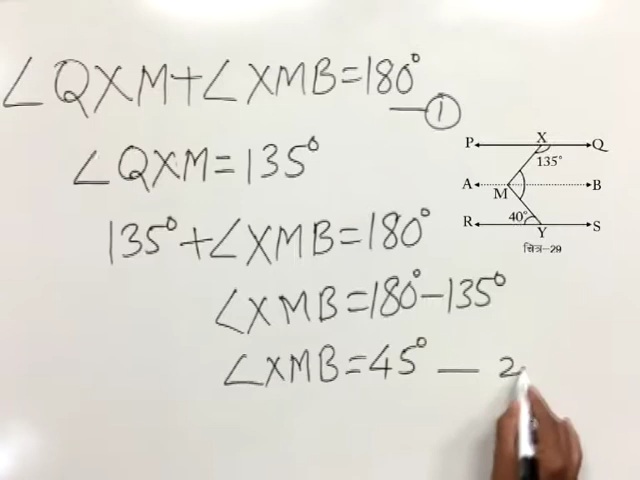 ∠QXM+∠XMB=180°
—①
∠QXM=135°
135°+∠XMB=180°
∠XMB=180°-135°
∠XMB=45° — 2
P X Q
135°
A M B
40°
R Y S
चित्र-29